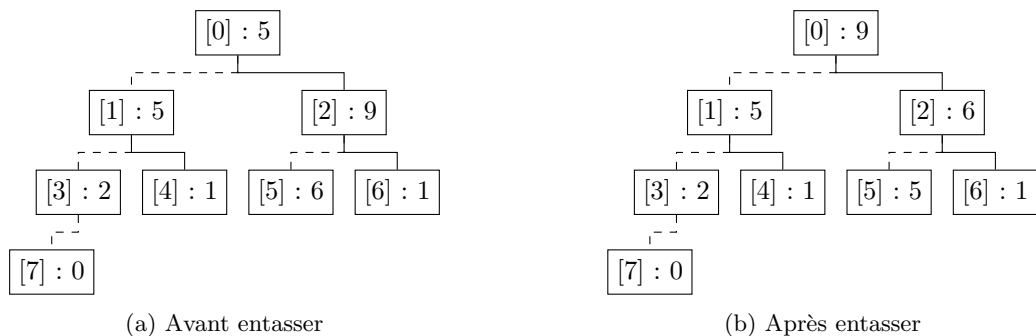 [0] : 5
[1] : 5
[2] : 9
[3] : 2
[4] : 1
[5] : 6
[6] : 1
[7] : 0
(a) Avant entasser
[0] : 9
[1] : 5
[2] : 6
[3] : 2
[4] : 1
[5] : 5
[6] : 1
[7] : 0
(b) Après entasser